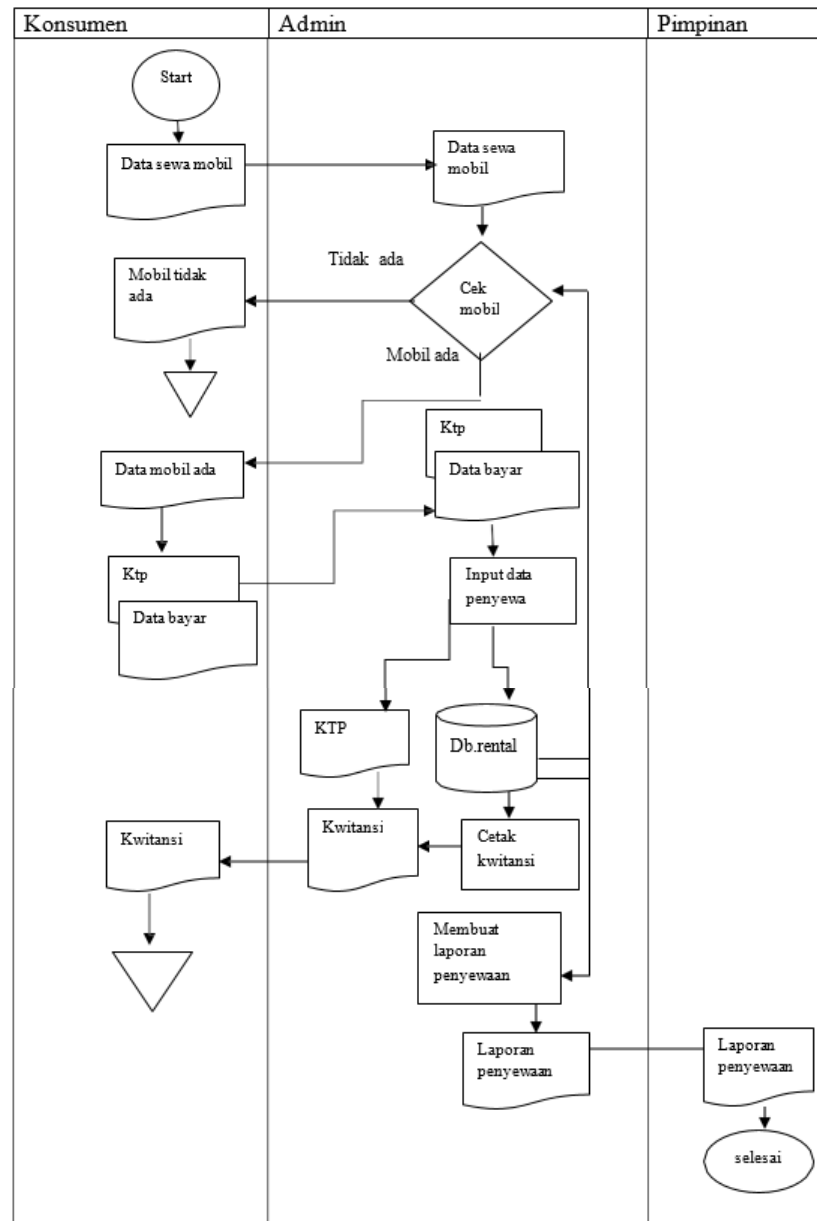 Konsumen
Admin
Pimpinan
Start
Data sewa mobil
Data sewa
mobil
Tidak ada
Mobil tidak
ada
Cek
mobil
Mobil ada
Ktp
Data bayar
Data mobil ada
Ktp
Data bayar
Input data
penyewa
KTP
Db.rental
Kwitansi
Kwitansi
Cetak
kwitansi
Membuat
laporan
penyewaan
Laporan
penyewaan
Laporan
penyewaan
selesai